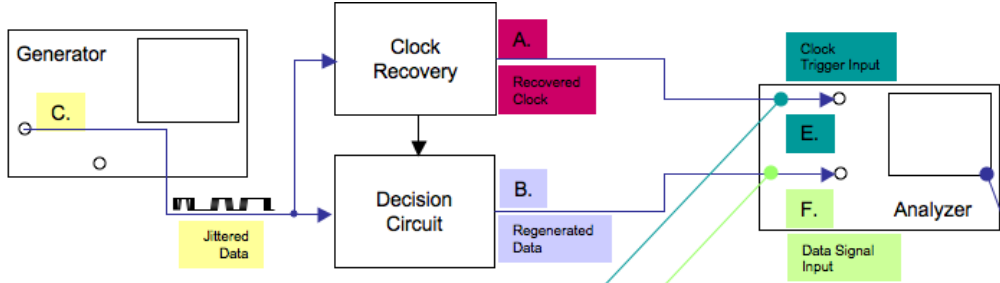 Generator
C.
Jittered
Data
Clock
Recovery
A.
Recovered
Clock
Decision
Circuit
B.
Regenerated
Data
Clock
Trigger Input
E.
F.
Analyzer
Data Signal
Input